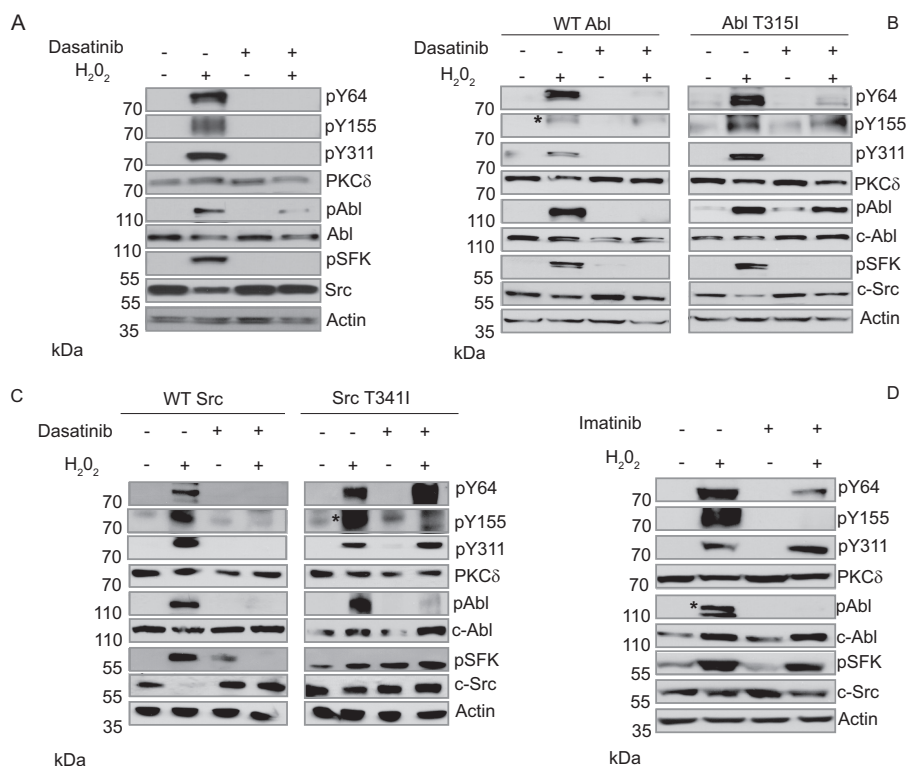 A
Dasatinib - - + +
H2O2 - + - +
70 pY64
70 pY155
70 pY311
70 PKCδ
110 pAbl
110 Abl
55 pSFK
55 Src
35 Actin
kDa
B
WT Abl Abl T315I
Dasatinib - - + + - - + +
H2O2 - + - + - + - +
70 pY64
* pY155
70
70 pY311
70 PKCδ
110 pAbl
110 c-Abl
55 pSFK
55 c-Src
35 Actin
kDa
C
WT Src Src T341I
Dasatinib - - + + - - + +
H2O2 - + - + - + - +
70 pY64
70 * pY155
70 pY311
70 PKCδ
110 pAbl
110 c-Abl
55 pSFK
55 c-Src
35 Actin
kDa
D
Imatinib - - + +
H2O2 - + - +
70 pY64
70 pY155
70 pY311
70 PKCδ
110 * pAbl
110 c-Abl
55 pSFK
55 c-Src
35 Actin
kDa